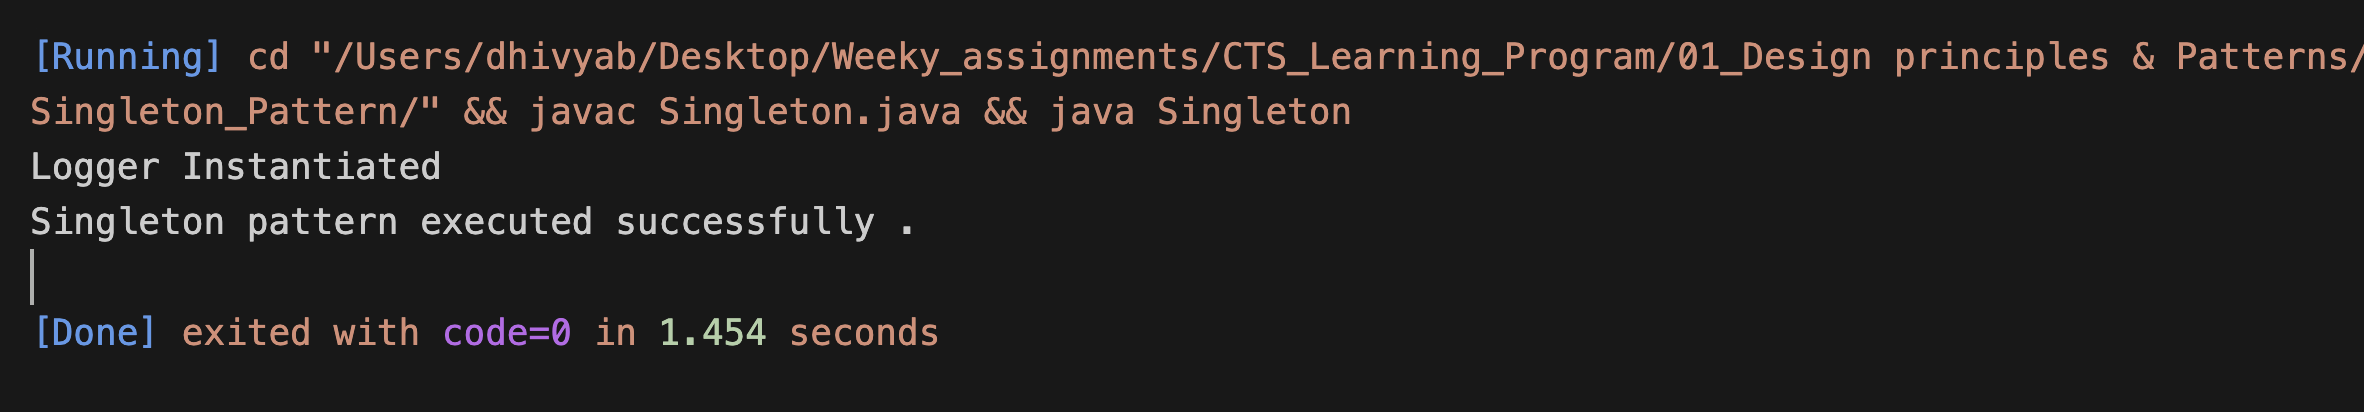 [Running] cd "/Users/dhivyab/Desktop/Weeky_assignments/CTS_Learning_Program/01_Design principles & Patterns/
Singleton_Pattern/" && javac Singleton.java && java Singleton
Logger Instantiated
Singleton pattern executed successfully .
[Done] exited with code=0 in 1.454 seconds